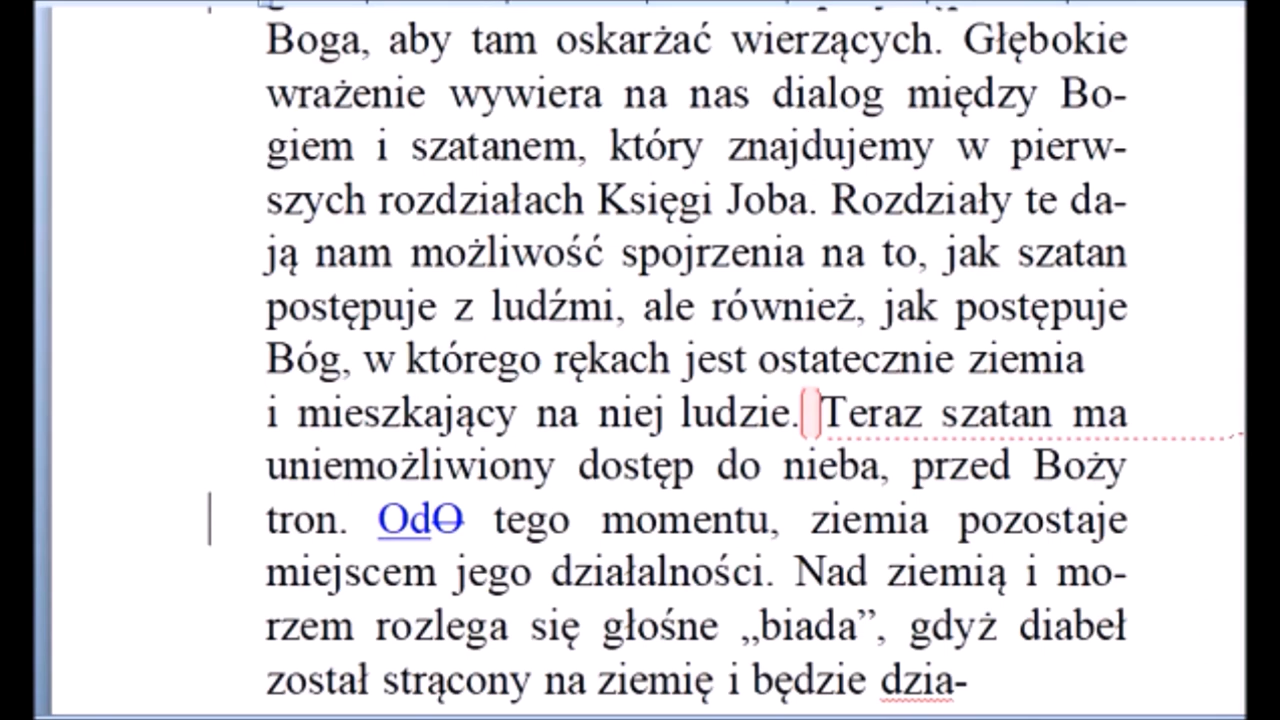 Boga, aby tam oskarżać wierzących. Głębokie
wrażenie wywiera na nas dialog między Bo-
giem i szatanem, który znajdujemy w pierw-
szych rozdziałach Księgi Joba. Rozdziały te da-
ją nam możliwość spojrzenia na to, jak szatan
postępuje z ludźmi, ale również, jak postępuje
Bóg, w którego rękach jest ostatecznie ziemia
i mieszkający na niej ludzie. Teraz szatan ma
uniemożliwiony dostęp do nieba, przed Boży
tron. OdO tego momentu, ziemia pozostaje
miejscem jego działalności. Nad ziemią i mo-
rzem rozlega się głośne „biada”, gdyż diabeł
został strącony na ziemię i będzie dzia-